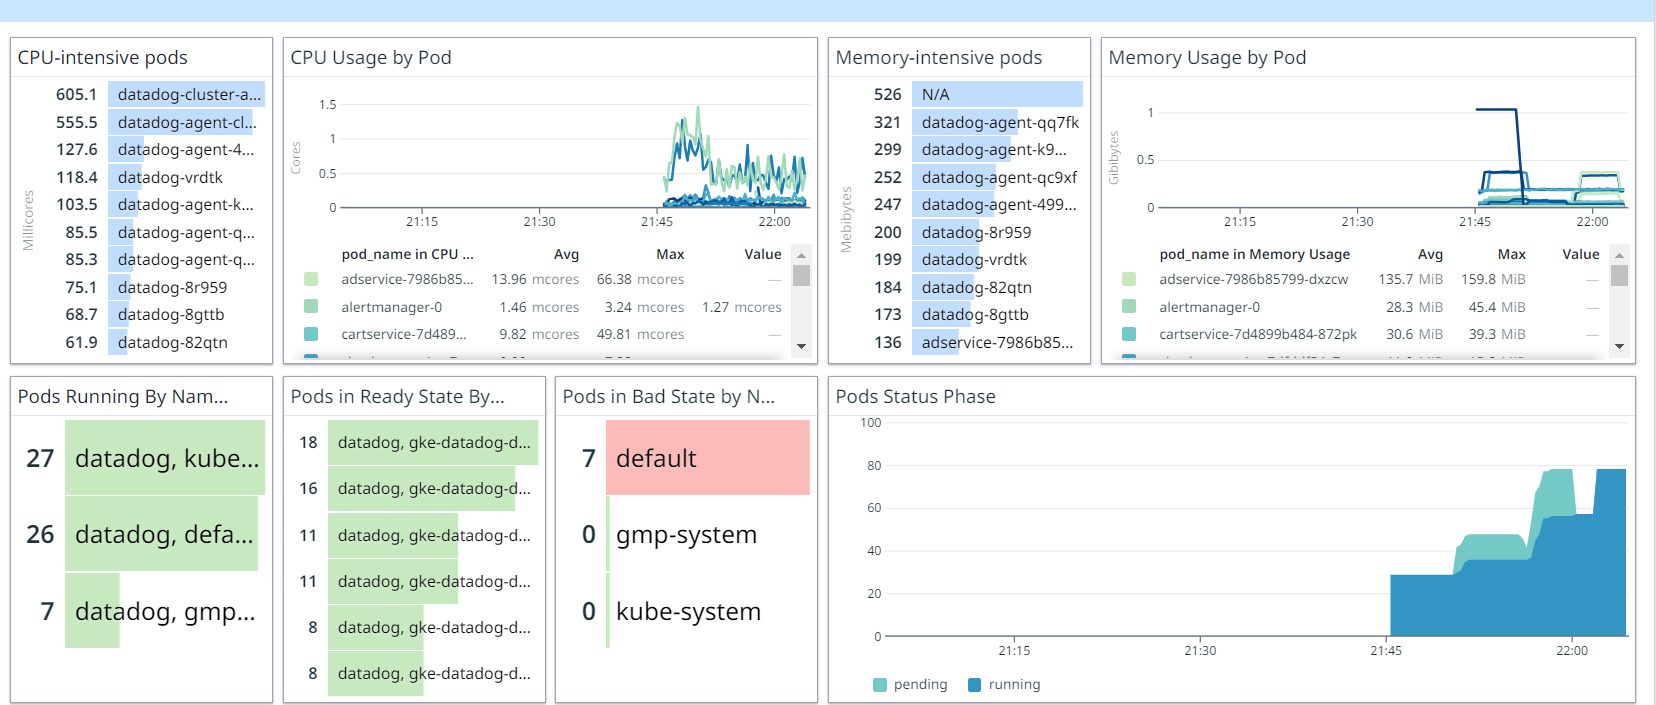 CPU-intensive pods
Millicores
605.1 datadog-cluster-a...
555.5 datadog-agent-cl...
127.6 datadog-agent-4...
118.4 datadog-vrdtk
103.5 datadog-agent-k...
85.5 datadog-agent-q...
85.3 datadog-agent-q...
75.1 datadog-8r959
68.7 datadog-8gttb
61.9 datadog-82qtn
CPU Usage by Pod
Cores
1.5
1
0.5
0
21:15 21:30 21:45 22:00
pod_name in CPU ... Avg Max Value
adservice-7986b85... 13.96 mcores 66.38 mcores —
alertmanager-0 1.46 mcores 3.24 mcores 1.27 mcores
cartservice-7d489... 9.82 mcores 49.81 mcores —
Memory-intensive pods
Mebibytes
526 N/A
321 datadog-agent-qq7fk
299 datadog-agent-k9...
252 datadog-agent-qc9xf
247 datadog-agent-499...
200 datadog-8r959
199 datadog-vrdtk
184 datadog-82qtn
173 datadog-8gttb
136 adservice-7986b85...
Memory Usage by Pod
Gibibytes
1
0.5
0
21:15 21:30 21:45 22:00
pod_name in Memory Usage Avg Max Value
adservice-7986b85799-dxzcw 135.7 MiB 159.8 MiB —
alertmanager-0 28.3 MiB 45.4 MiB —
cartservice-7d4899b484-872pk 30.6 MiB 39.3 MiB —
Pods Running By Nam...
27 datadog, kube...
26 datadog, defa...
7 datadog, gmp...
Pods in Ready State By...
18 datadog, gke-datadog-d...
16 datadog, gke-datadog-d...
11 datadog, gke-datadog-d...
11 datadog, gke-datadog-d...
8 datadog, gke-datadog-d...
8 datadog, gke-datadog-d...
Pods in Bad State by N...
7 default
0 gmp-system
0 kube-system
Pods Status Phase
100
80
60
40
20
0
21:15 21:30 21:45 22:00
pending running